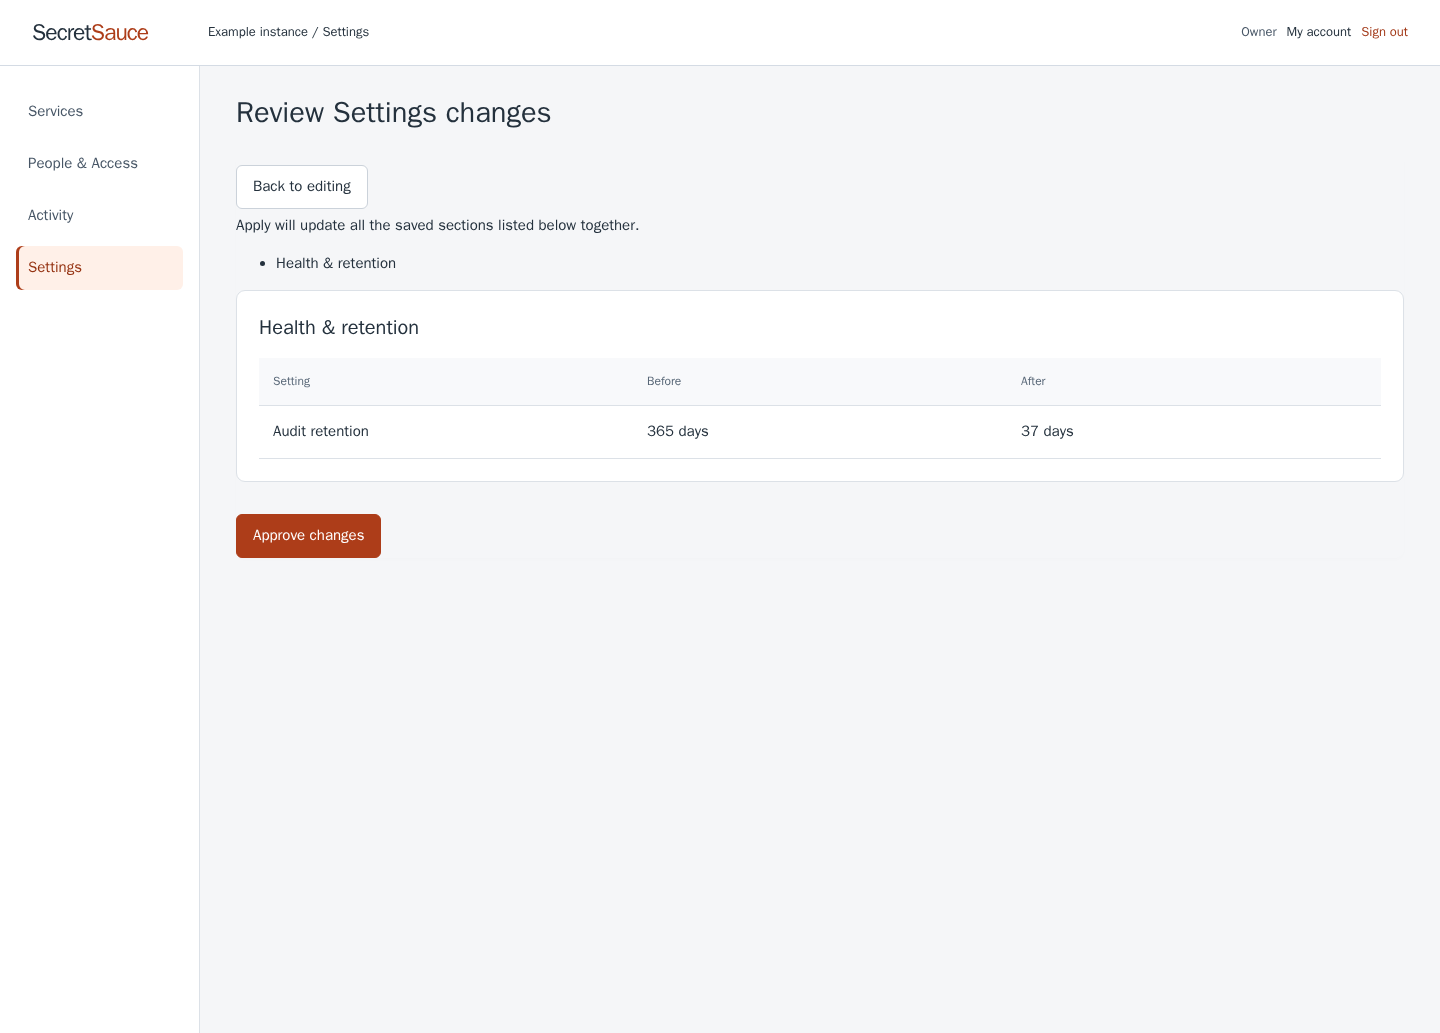 SecretSauce
Example instance / Settings
Owner My account Sign out
Services
People & Access
Activity
Settings
Review Settings changes
Back to editing
Apply will update all the saved sections listed below together.
Health & retention
Health & retention
Setting Before After
Audit retention 365 days 37 days
Approve changes